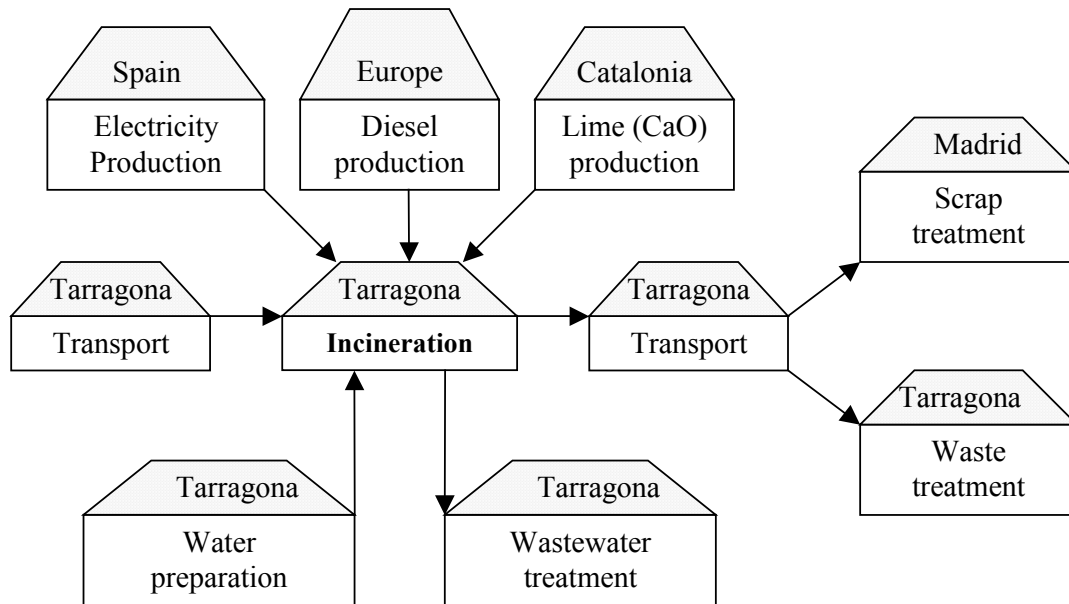 Spain
Electricity
Production
Europe
Diesel
production
Catalonia
Lime (CaO)
production
Madrid
Scrap
treatment
Tarragona
Transport
Tarragona
Incineration
Tarragona
Transport
Tarragona
Waste
treatment
Tarragona
Water
preparation
Tarragona
Wastewater
treatment